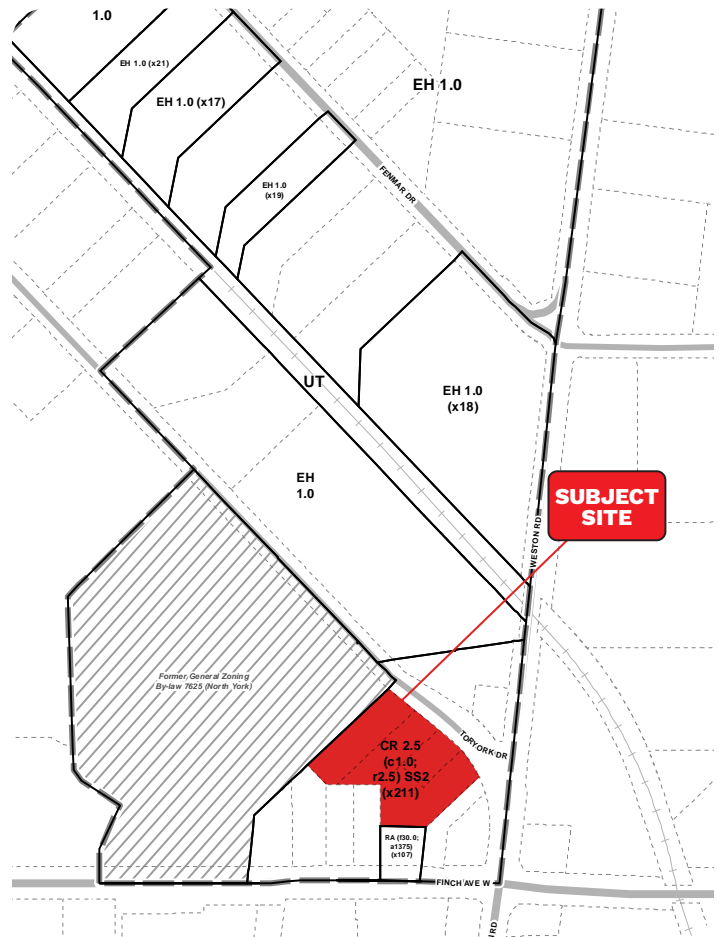 1.0
EH 1.0 (x21)
EH 1.0 (x17)
EH 1.0
EH 1.0
(x19)
FENMAR DR
UT
EH 1.0
(x18)
EH
1.0
SUBJECT
SITE
WESTON RD
Former General Zoning
By-law 7625 (North York)
TORYORK DR
CR 2.5
(c1.0;
r2.5) SS2
(x211)
RA (f30.0;
a1375)
(x107)
FINCH AVE W
RD